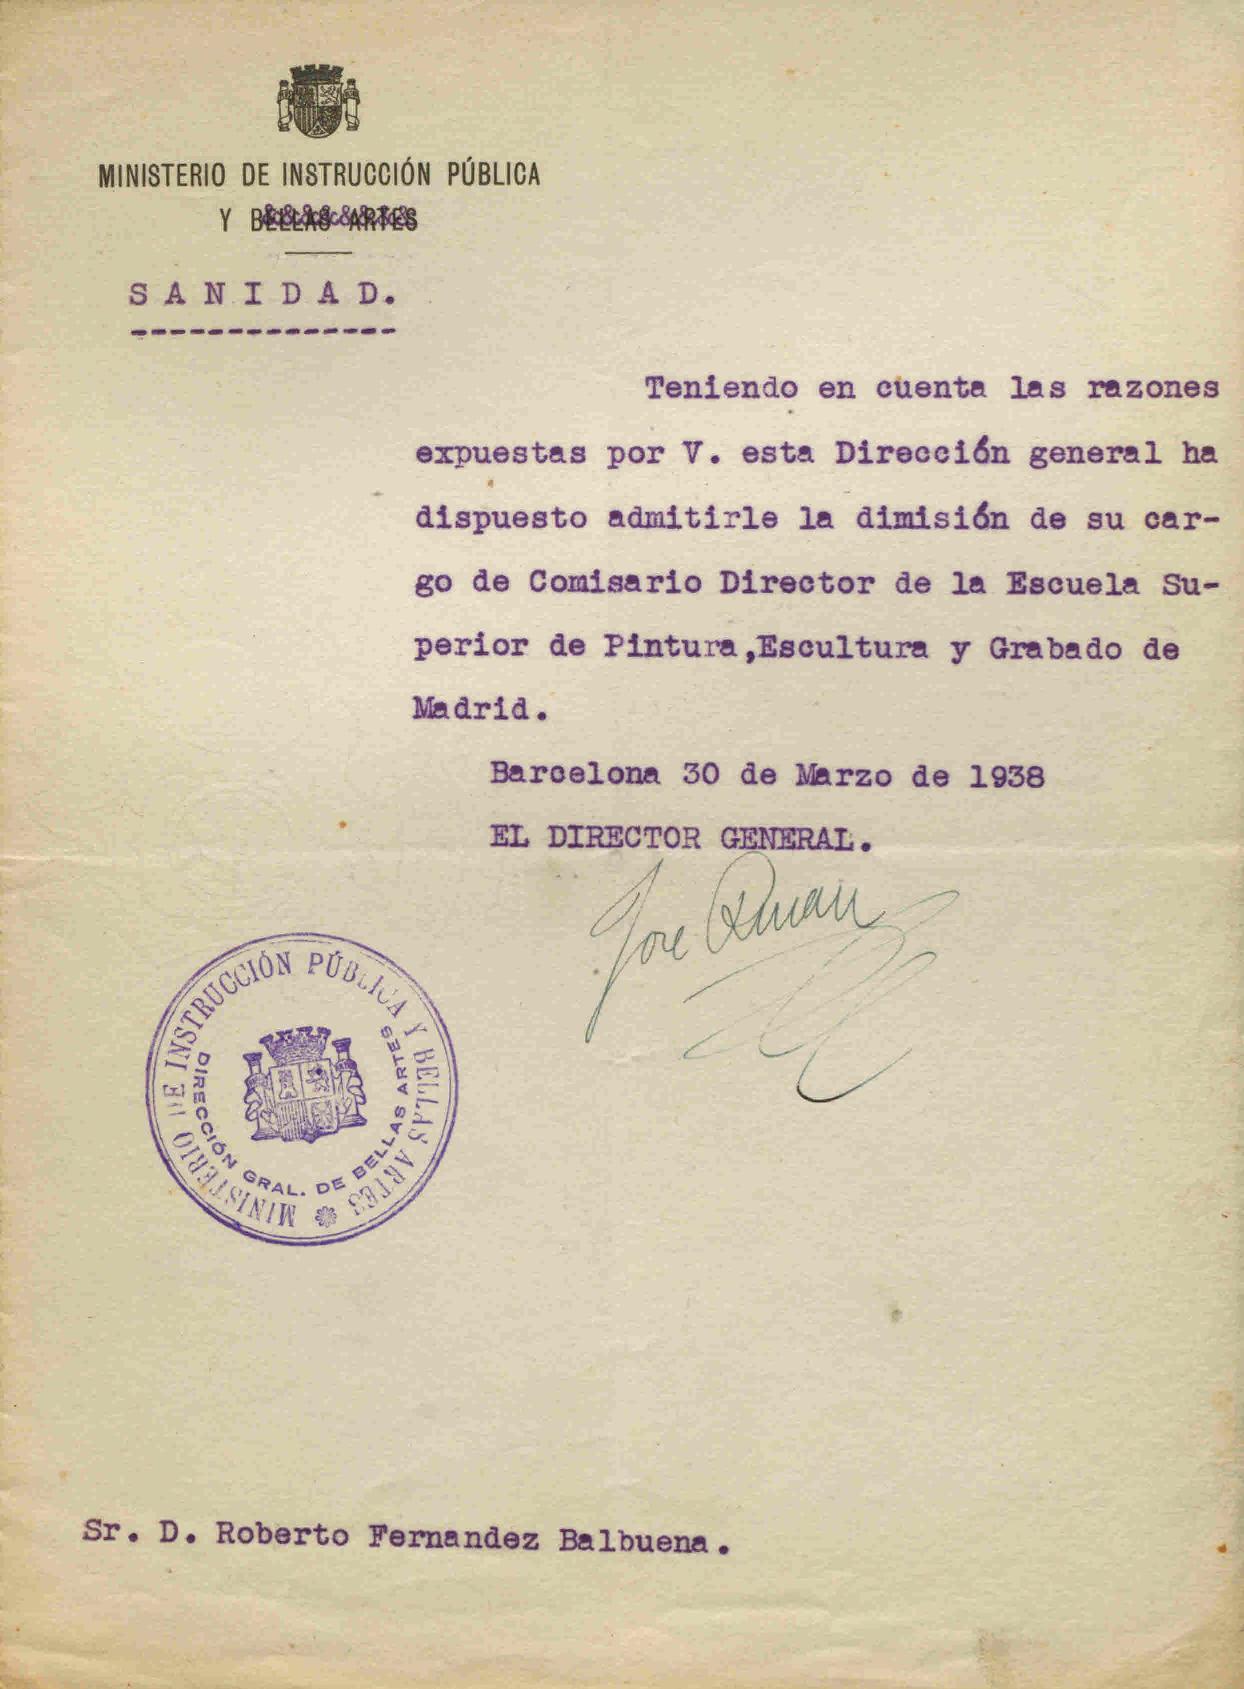 MINISTERIO DE INSTRUCCIÓN PÚBLICA
Y BELLAS ARTES
SANIDAD.
--------------
Teniendo en cuenta las razones
expuestas por V. esta Dirección general ha
dispuesto admitirle la dimisión de su car-
go de Comisario Director de la Escuela Su-
perior de Pintura,Escultura y Grabado de
Madrid.
Barcelona 30 de Marzo de 1938
EL DIRECTOR GENERAL.
José Renau
MINISTERIO DE INSTRUCCIÓN PÚBLICA Y BELLAS ARTES
DIRECCIÓN GRAL. DE BELLAS ARTES
Sr. D. Roberto Fernandez Balbuena.